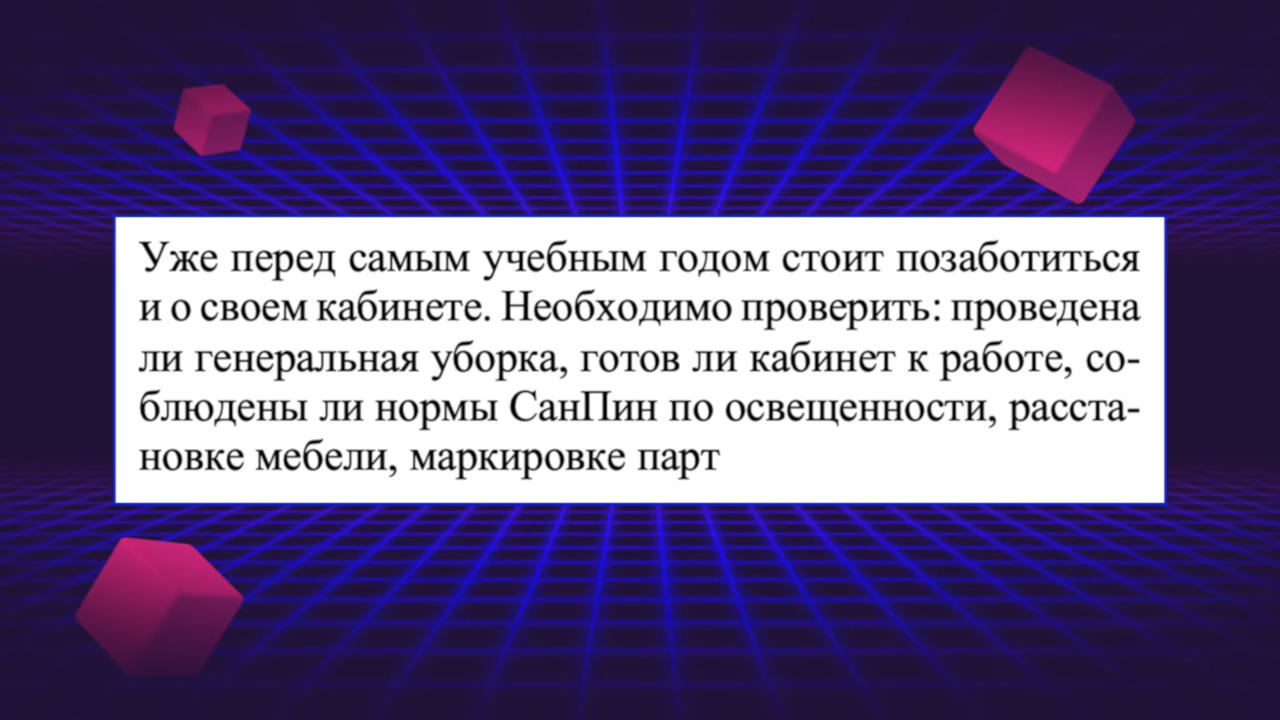 Уже перед самым учебным годом стоит позаботиться
и о своем кабинете. Необходимо проверить: проведена
ли генеральная уборка, готов ли кабинет к работе, со-
блюдены ли нормы СанПин по освещенности, расста-
новке мебели, маркировке парт